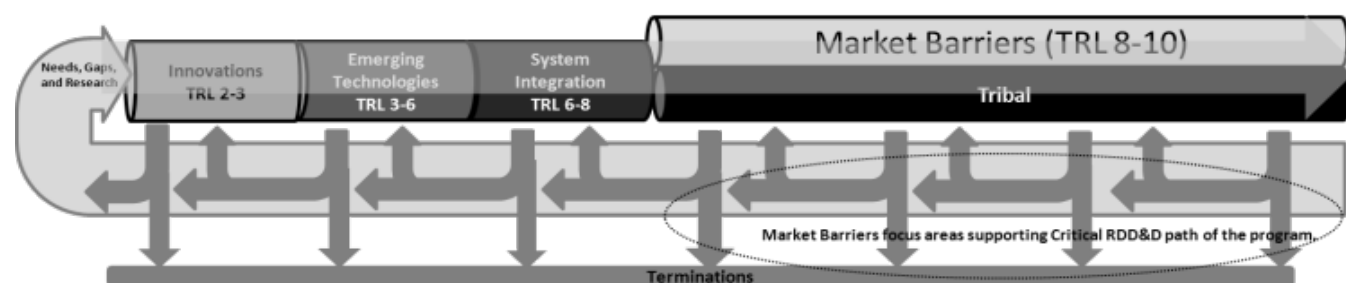 Needs, Gaps,
and Research
Innovations
TRL 2-3
Emerging
Technologies
TRL 3-6
System
Integration
TRL 6-8
Market Barriers (TRL 8-10)
Tribal
Market Barriers focus areas supporting Critical RDD&D path of the program.
Terminations